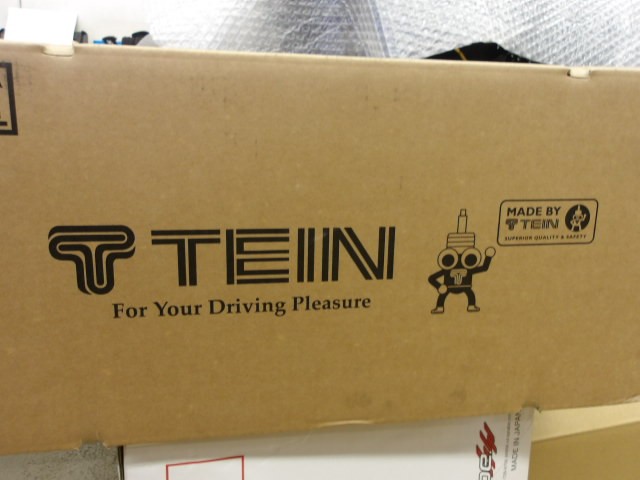 TEIN
For Your Driving Pleasure
MADE BY
TEIN
SUPERIOR QUALITY & SAFETY
MADE IN JAPAN